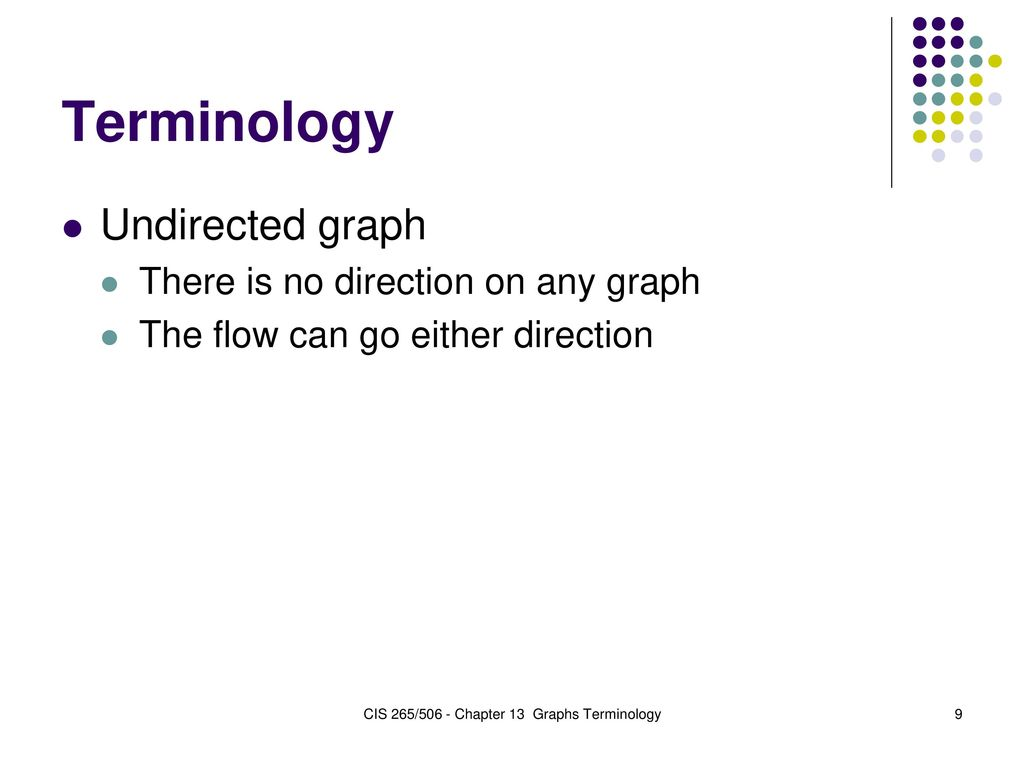 Terminology
Undirected graph
There is no direction on any graph
The flow can go either direction
CIS 265/506 - Chapter 13  Graphs Terminology
9